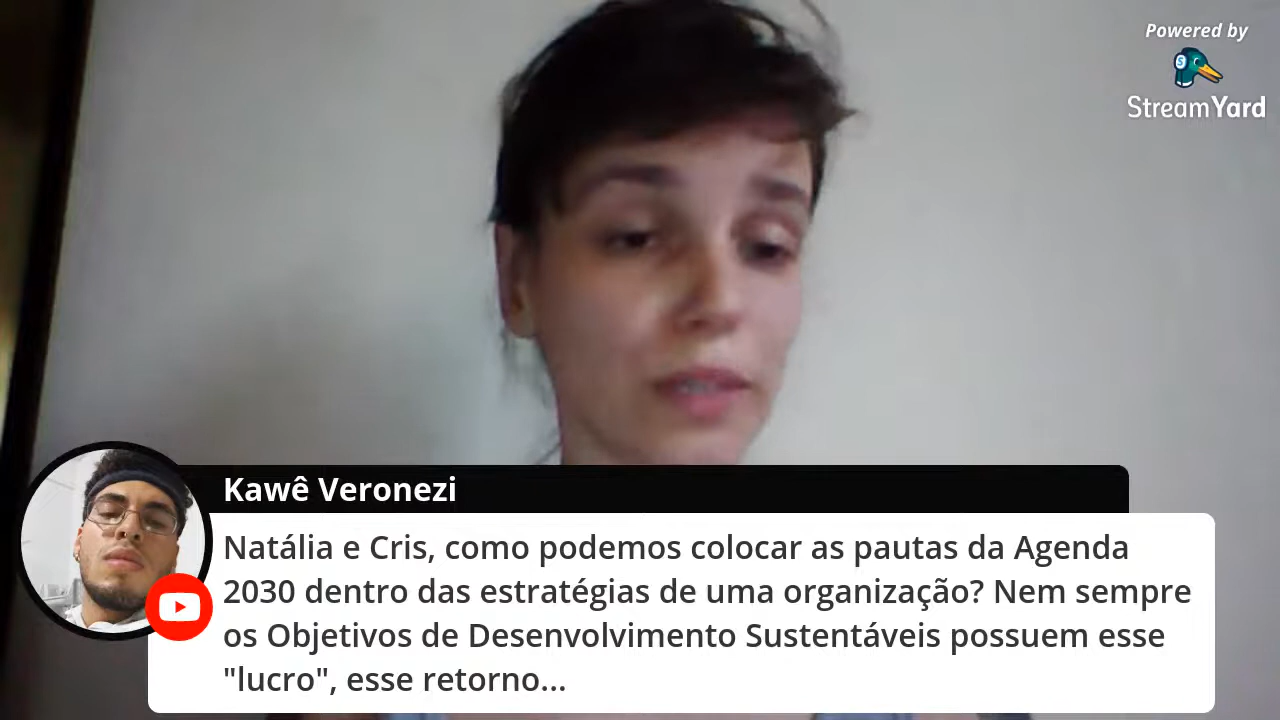 Powered by
StreamYard
Kawê Veronezi
Natália e Cris, como podemos colocar as pautas da Agenda
2030 dentro das estratégias de uma organização? Nem sempre
os Objetivos de Desenvolvimento Sustentáveis possuem esse
"lucro", esse retorno...